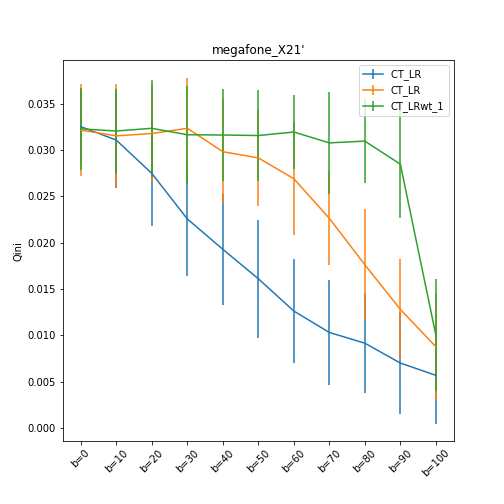 megafone_X21'
CT_LR
CT_LR
CT_LRwt_1
Qini
0.035
0.030
0.025
0.020
0.015
0.010
0.005
0.000
b=0
b=10
b=20
b=30
b=40
b=50
b=60
b=70
b=80
b=90
b=100